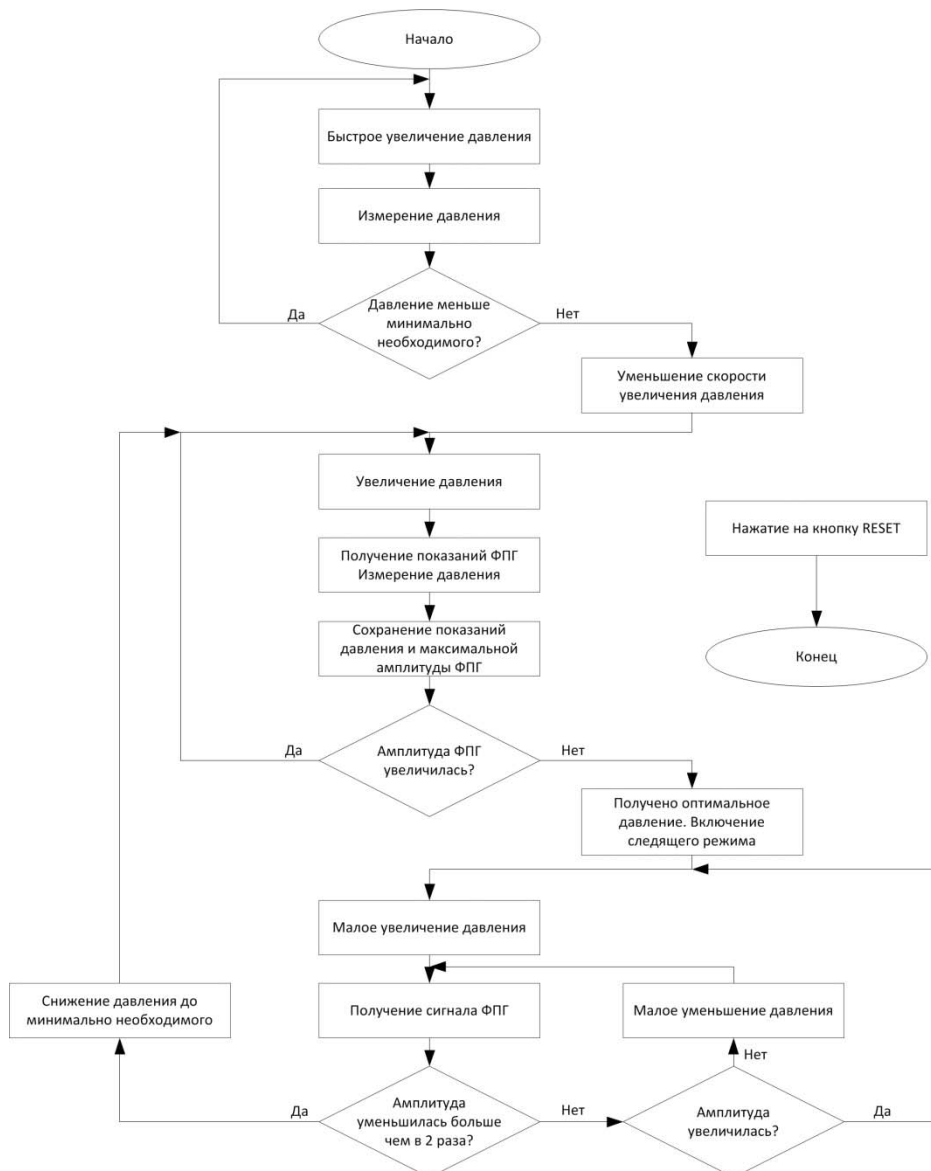 Начало
Быстрое увеличение давления
Измерение давления
Давление меньше
минимально
необходимого?
Да
Нет
Уменьшение скорости
увеличения давления
Увеличение давления
Получение показаний ФПГ
Измерение давления
Сохранение показаний
давления и максимальной
амплитуды ФПГ
Нажатие на кнопку RESET
Конец
Амплитуда ФПГ
увеличилась?
Да
Нет
Получено оптимальное
давление. Включение
следящего режима
Малое увеличение давления
Снижение давления до
минимально необходимого
Получение сигнала ФПГ
Малое уменьшение давления
Нет
Да
Амплитуда
уменьшилась больше
чем в 2 раза?
Нет
Амплитуда
увеличилась?
Да